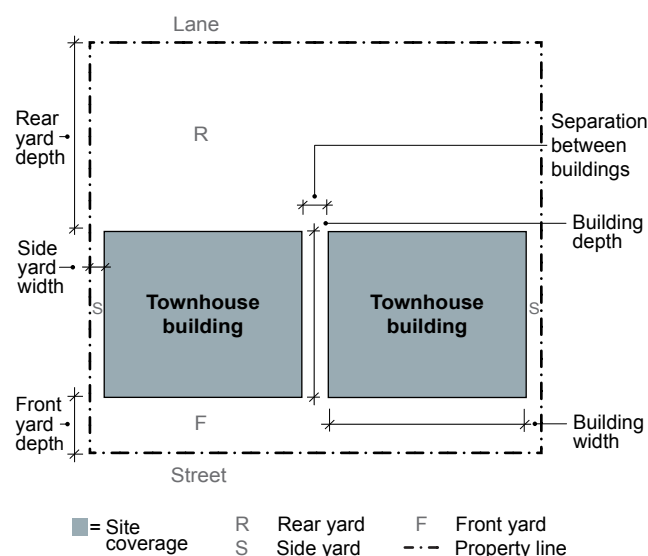 Lane
Rear
yard
depth
R
Separation
between
buildings
Building
depth
Side
yard
width
Townhouse
building
Townhouse
building
S
S
Front
yard
depth
F
Building
width
Street
= Site
coverage
R Rear yard
F Front yard
S Side yard
Property line